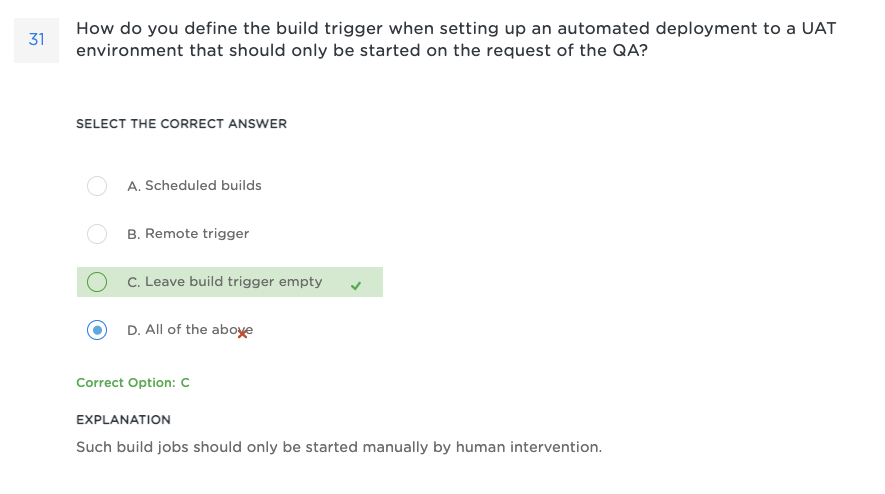 31
How do you define the build trigger when setting up an automated deployment to a UAT
environment that should only be started on the request of the QA?
SELECT THE CORRECT ANSWER
A. Scheduled builds
B. Remote trigger
C. Leave build trigger empty
D. All of the above
Correct Option: C
EXPLANATION
Such build jobs should only be started manually by human intervention.